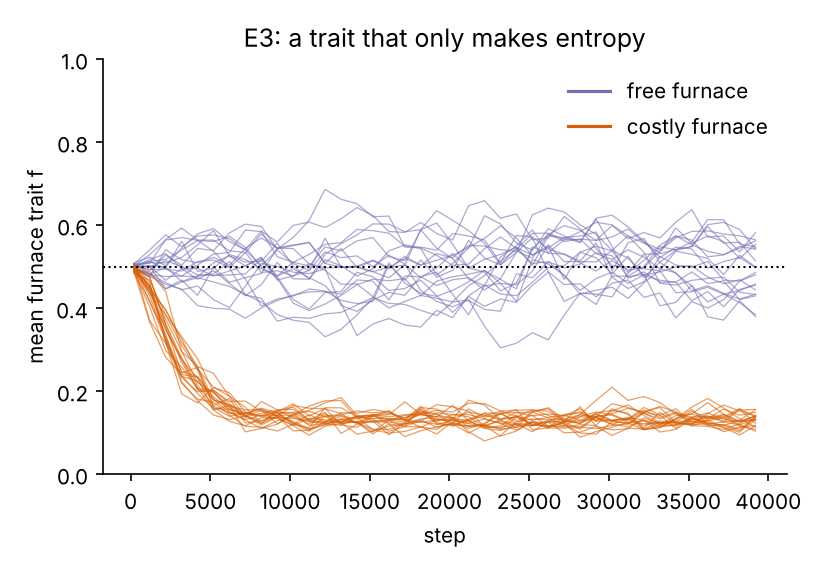 E3: a trait that only makes entropy
free furnace
costly furnace
mean furnace trait f
1.0
0.8
0.6
0.4
0.2
0.0
0 5000 10000 15000 20000 25000 30000 35000 40000
step